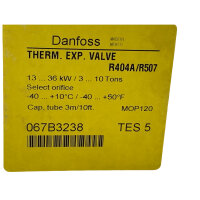 Danfoss
THERM. EXP. VALVE
R404A/R507
13 ... 36 kW / 3 ... 10 Tons
Select orifice
-40 ... +10°C / -40 ... +50°F
Cap. tube 3m/10ft. MOP120
067B3238 TES 5